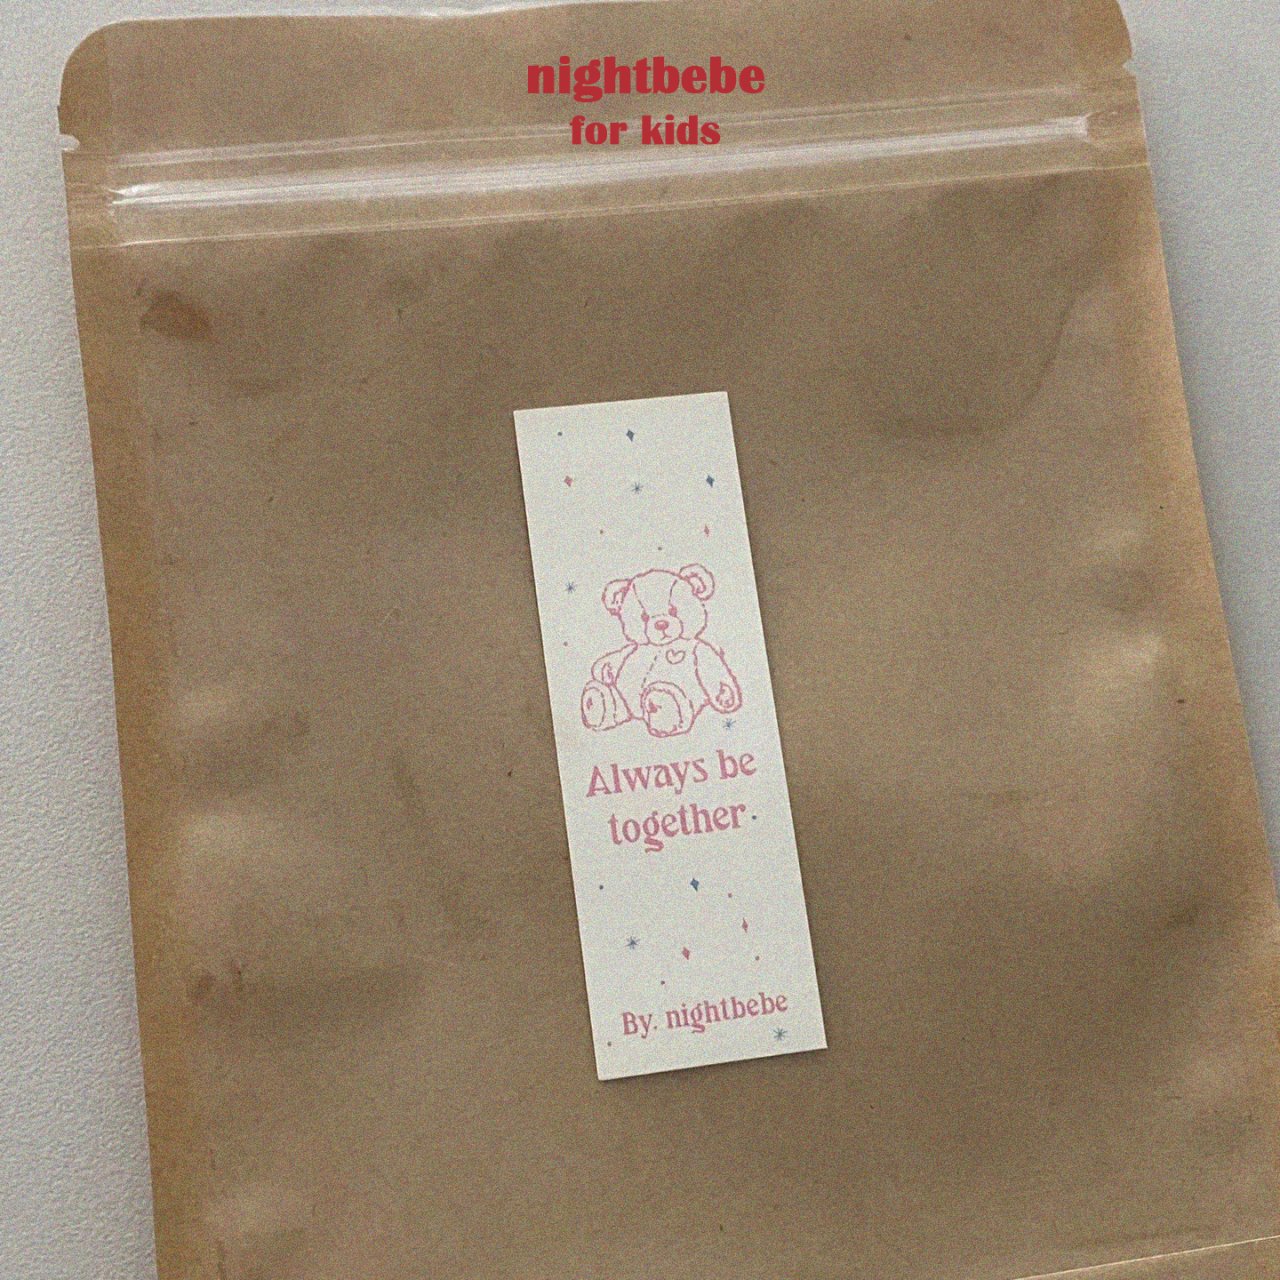 nightbebe
for kids
Always be
together
By. nightbebe